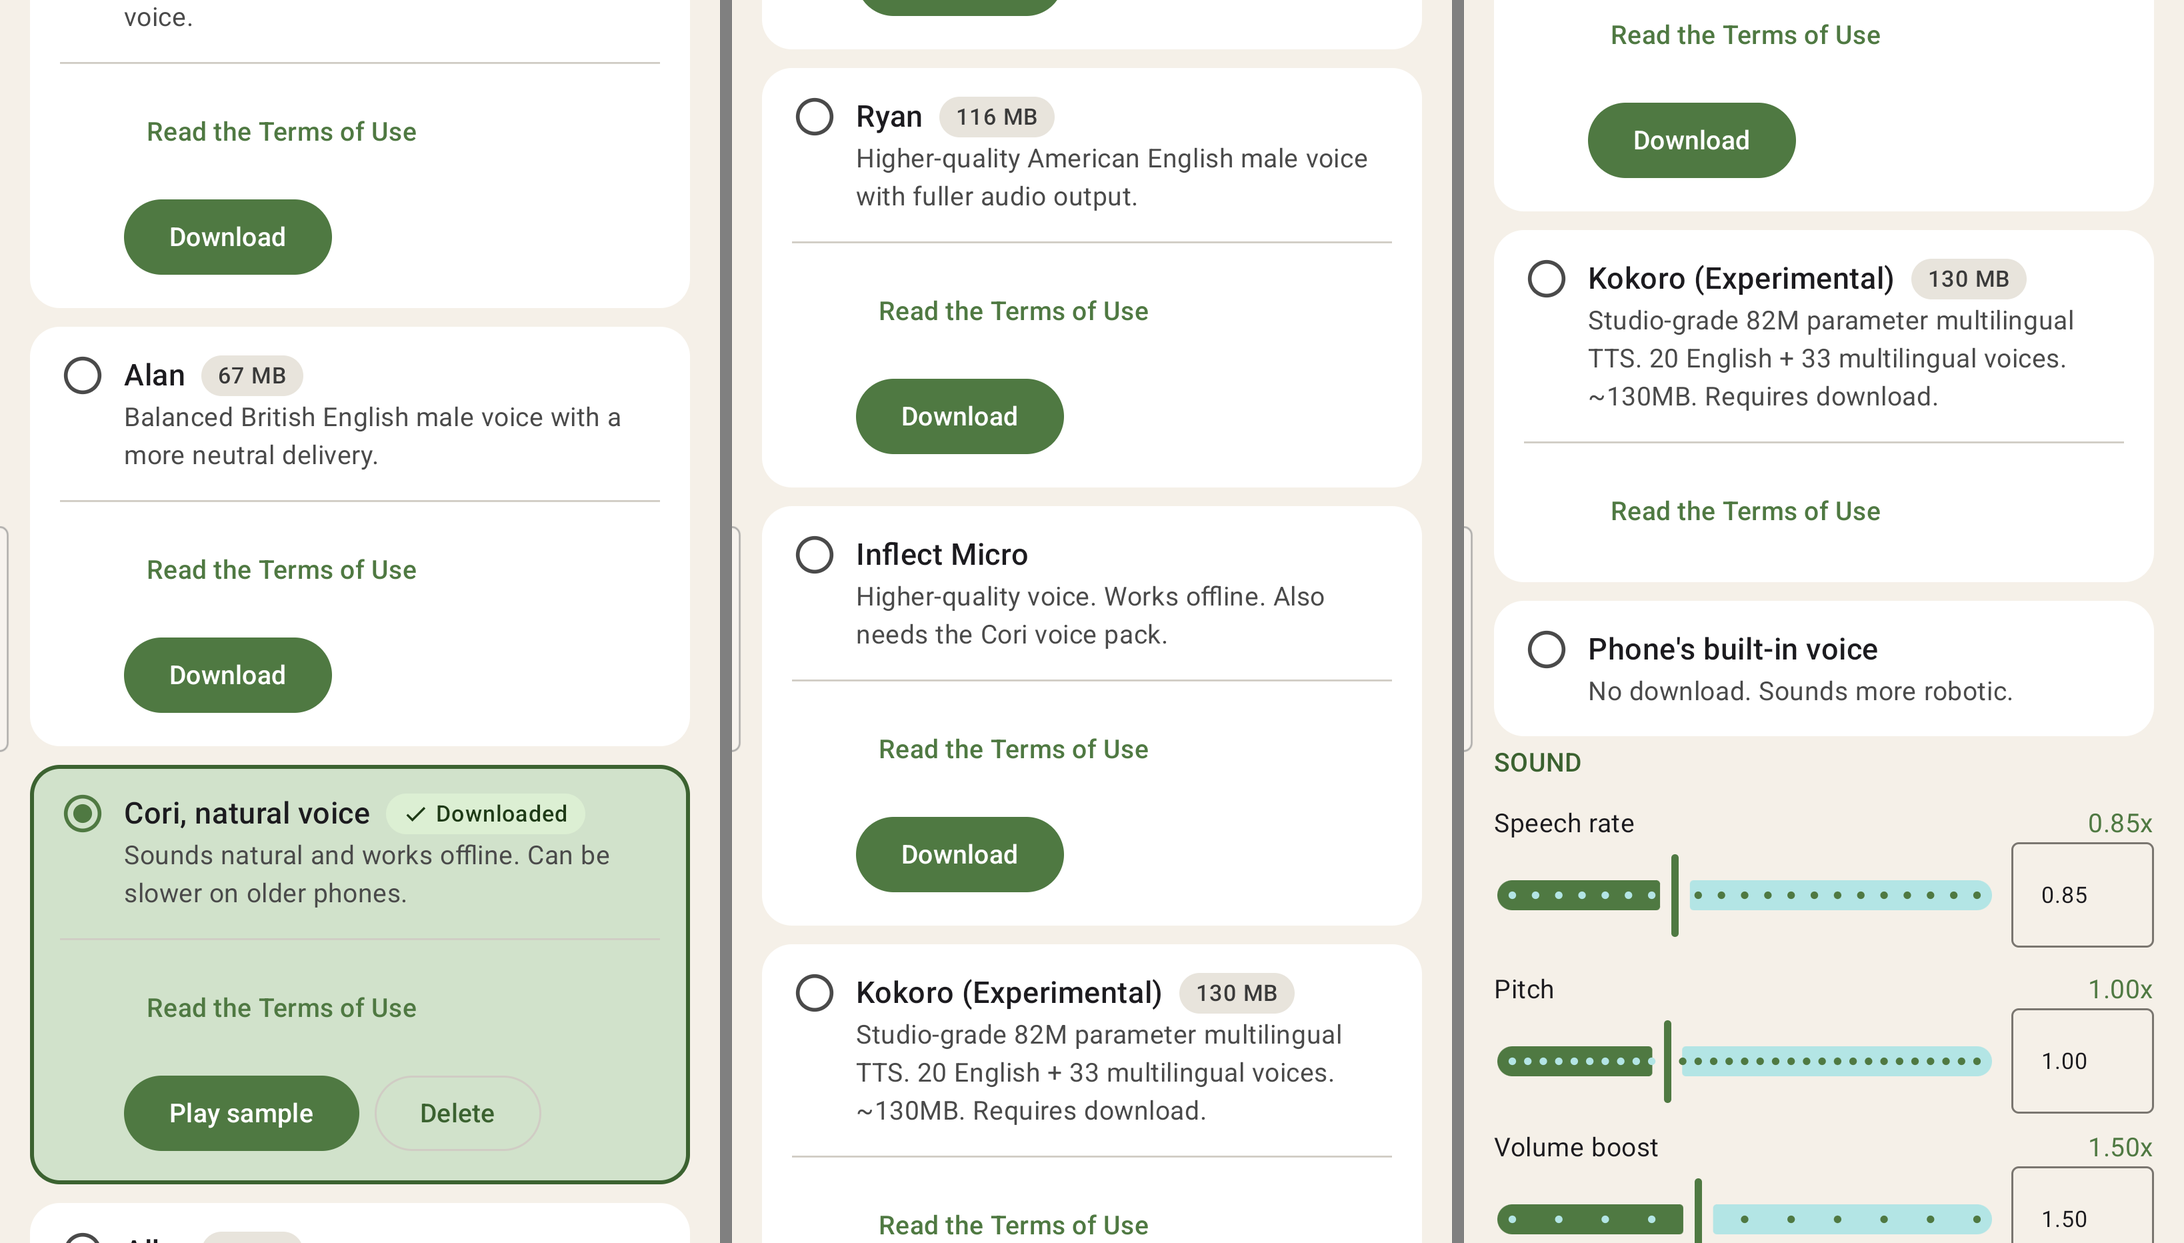 voice.
Read the Terms of Use
Download
Alan 67 MB
Balanced British English male voice with a
more neutral delivery.
Read the Terms of Use
Download
Cori, natural voice Downloaded
Sounds natural and works offline. Can be
slower on older phones.
Read the Terms of Use
Play sample Delete
Ryan 116 MB
Higher-quality American English male voice
with fuller audio output.
Read the Terms of Use
Download
Inflect Micro
Higher-quality voice. Works offline. Also
needs the Cori voice pack.
Read the Terms of Use
Download
Kokoro (Experimental) 130 MB
Studio-grade 82M parameter multilingual
TTS. 20 English + 33 multilingual voices.
~130MB. Requires download.
Read the Terms of Use
Read the Terms of Use
Download
Kokoro (Experimental) 130 MB
Studio-grade 82M parameter multilingual
TTS. 20 English + 33 multilingual voices.
~130MB. Requires download.
Read the Terms of Use
Phone's built-in voice
No download. Sounds more robotic.
SOUND
Speech rate 0.85x
0.85
Pitch 1.00x
1.00
Volume boost 1.50x
1.50